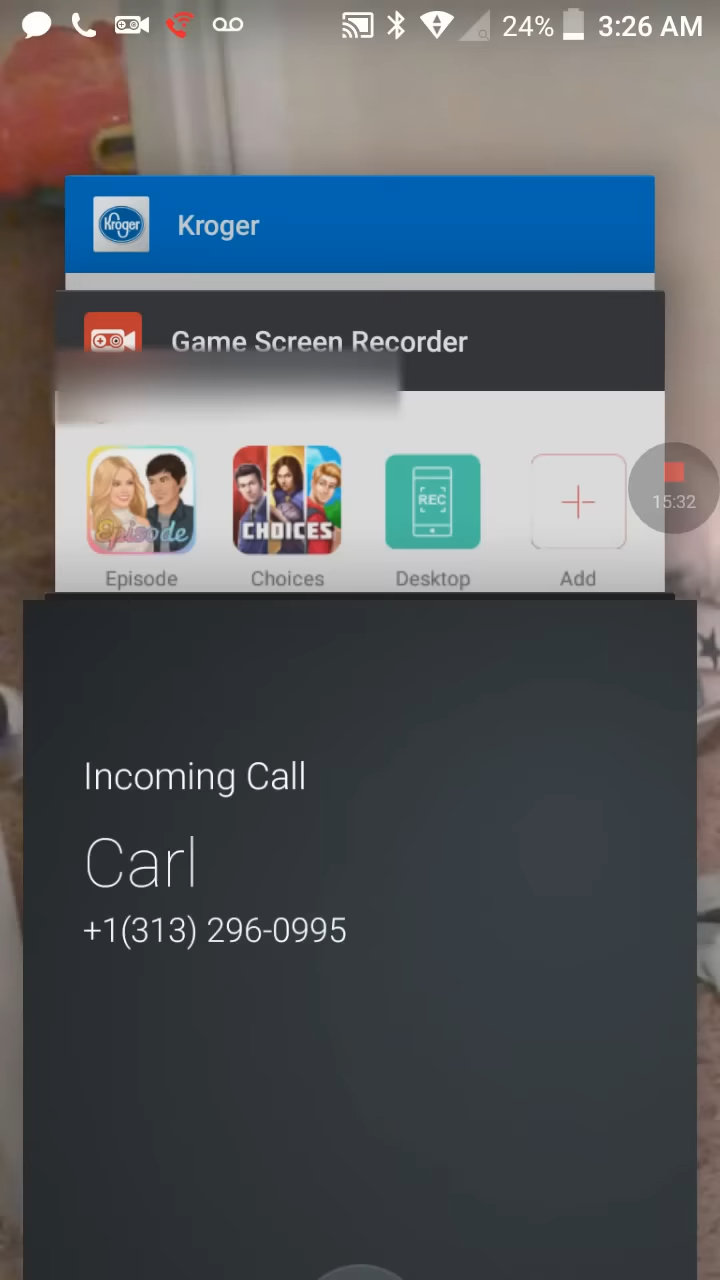 24% 3:26 AM
Kroger Kroger
Game Screen Recorder
Episode CHOICES REC
15:32
Episode Choices Desktop Add
Incoming Call
Carl
+1(313) 296-0995